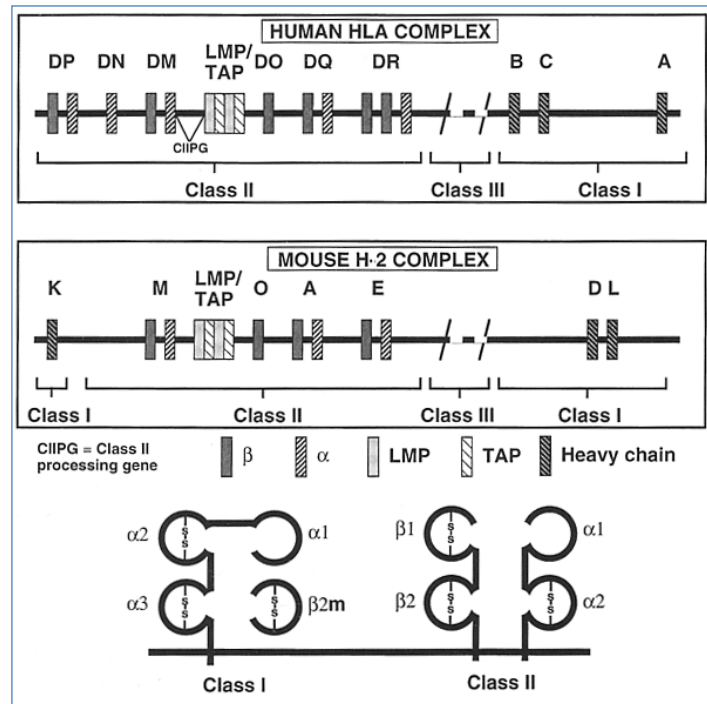 HUMAN HLA COMPLEX
DP DN DM LMP/ DO DQ DR B C A
TAP
CIIPG
Class II Class III Class I
MOUSE H-2 COMPLEX
K M LMP/ O A E D L
TAP
Class I Class II Class III Class I
CIIPG = Class II
processing gene
β α LMP TAP Heavy chain
α2 S S α1 β1 S S α1
α3 S S S S β2m β2 S S S S α2
Class I Class II